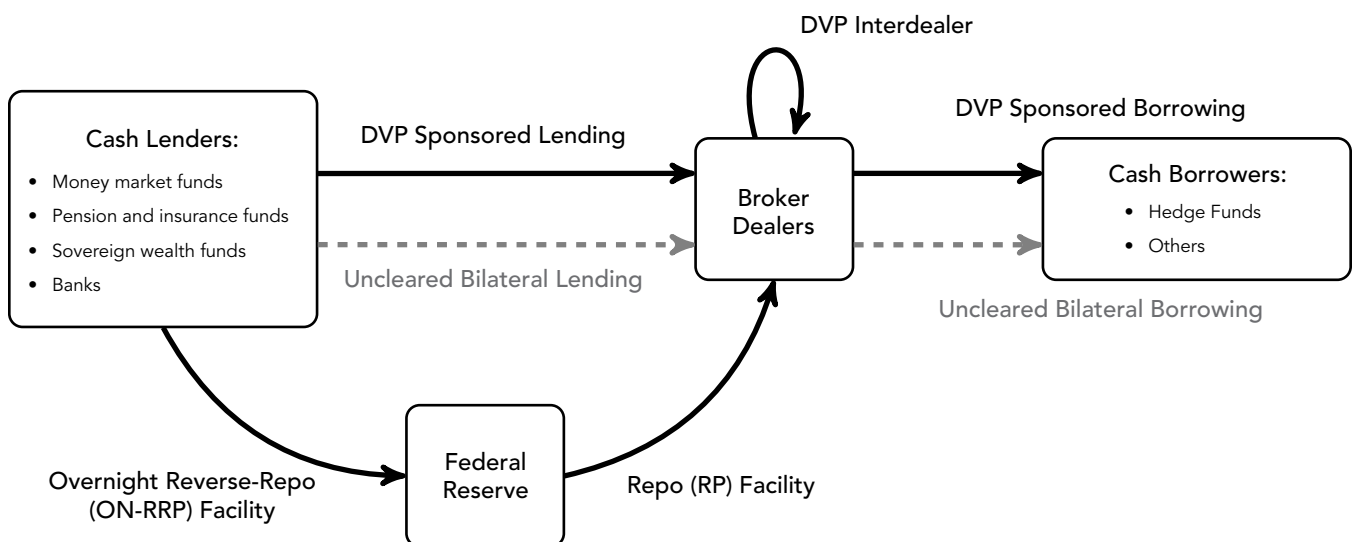 DVP Interdealer
Cash Lenders:
• Money market funds
• Pension and insurance funds
• Sovereign wealth funds
• Banks
DVP Sponsored Lending
Uncleared Bilateral Lending
Broker
Dealers
DVP Sponsored Borrowing
Cash Borrowers:
• Hedge Funds
• Others
Uncleared Bilateral Borrowing
Overnight Reverse-Repo
(ON-RRP) Facility
Federal
Reserve
Repo (RP) Facility